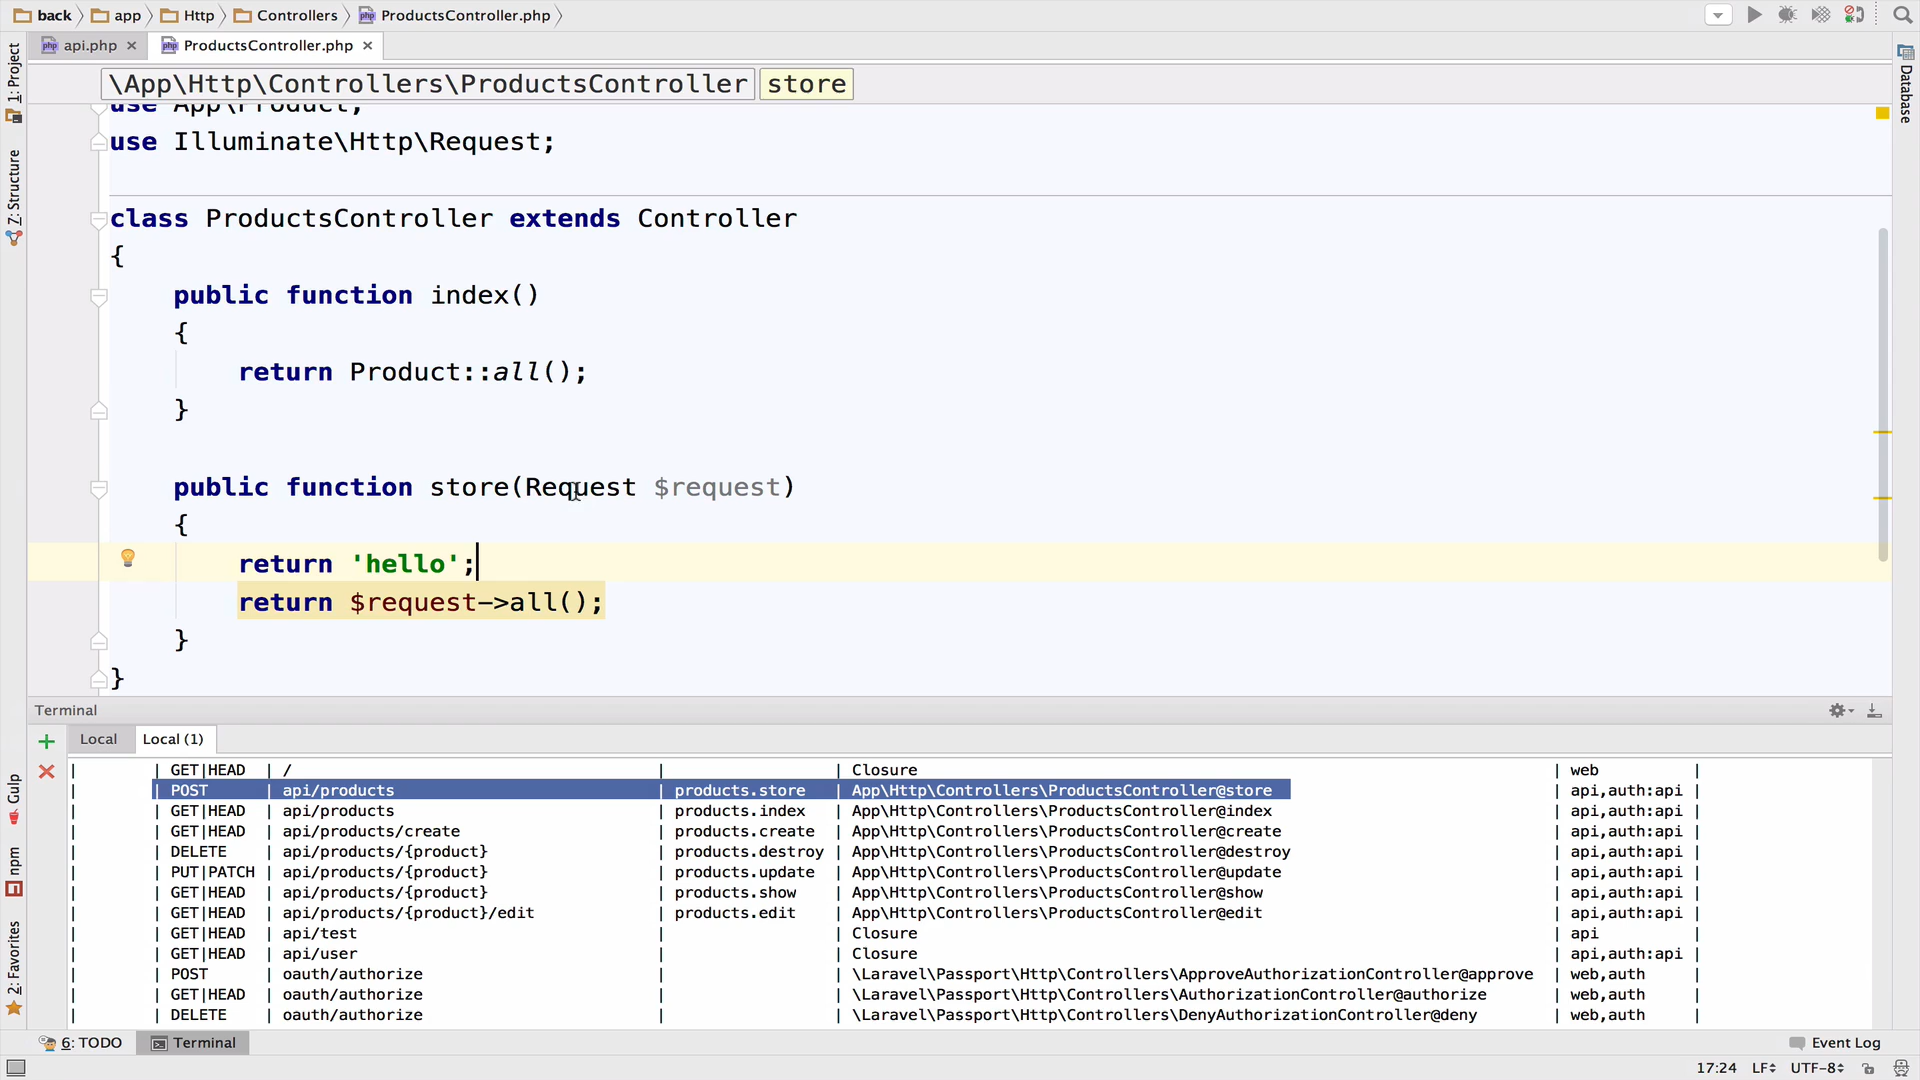 back app Http Controllers ProductsController.php
api.php ProductsController.php
\App\Http\Controllers\ProductsController store
use App\Product;
use Illuminate\Http\Request;
class ProductsController extends Controller
{
public function index()
{
return Product::all();
}
public function store(Request $request)
{
return 'hello';
return $request->all();
}
}
1: Project
Z: Structure
Gulp
npm
2: Favorites
Database
Terminal
Local Local (1)
| | GET|HEAD | / | | Closure | web |
| | POST | api/products | products.store | App\Http\Controllers\ProductsController@store | api,auth:api |
| | GET|HEAD | api/products | products.index | App\Http\Controllers\ProductsController@index | api,auth:api |
| | GET|HEAD | api/products/create | products.create | App\Http\Controllers\ProductsController@create | api,auth:api |
| | DELETE | api/products/{product} | products.destroy | App\Http\Controllers\ProductsController@destroy | api,auth:api |
| | PUT|PATCH | api/products/{product} | products.update | App\Http\Controllers\ProductsController@update | api,auth:api |
| | GET|HEAD | api/products/{product} | products.show | App\Http\Controllers\ProductsController@show | api,auth:api |
| | GET|HEAD | api/products/{product}/edit | products.edit | App\Http\Controllers\ProductsController@edit | api,auth:api |
| | GET|HEAD | api/test | | Closure | api |
| | GET|HEAD | api/user | | Closure | api,auth:api |
| | POST | oauth/authorize | | \Laravel\Passport\Http\Controllers\ApproveAuthorizationController@approve | web,auth |
| | GET|HEAD | oauth/authorize | | \Laravel\Passport\Http\Controllers\AuthorizationController@authorize | web,auth |
| | DELETE | oauth/authorize | | \Laravel\Passport\Http\Controllers\DenyAuthorizationController@deny | web,auth |
6: TODO Terminal Event Log
17:24 LF UTF-8